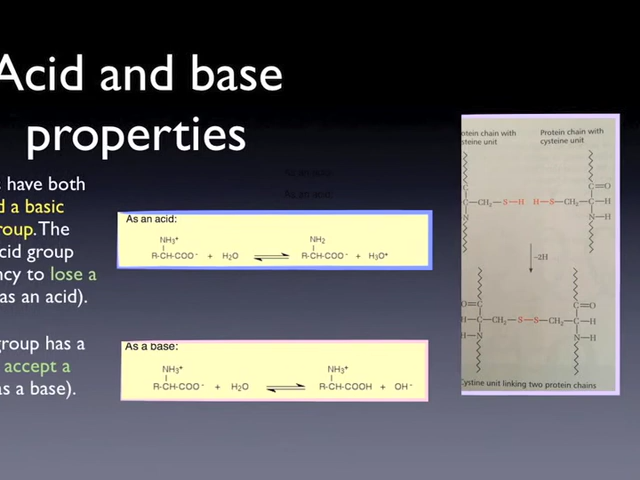 Acid and base
properties
have both
d a basic
group. The
cid group
ncy to lose a
as an acid).
group has a
accept a
as a base).
As an acid:
NH₃⁺
R-CH-COO⁻ + H₂O ⇌ R-CH-COO⁻ + H₃O⁺
NH₂
As a base:
NH₃⁺ NH₃⁺
R-CH-COO⁻ + H₂O ⇌ R-CH-COOH + OH⁻
otein chain with Protein chain with
steine unit cysteine unit
C C=O
C—CH₂—S—H H—S—CH₂—C—H
N N—H
−2H
O=C C=O
H—C—CH₂—S—S—CH₂—C—H
H—N N—H
Cystine unit linking two protein chains